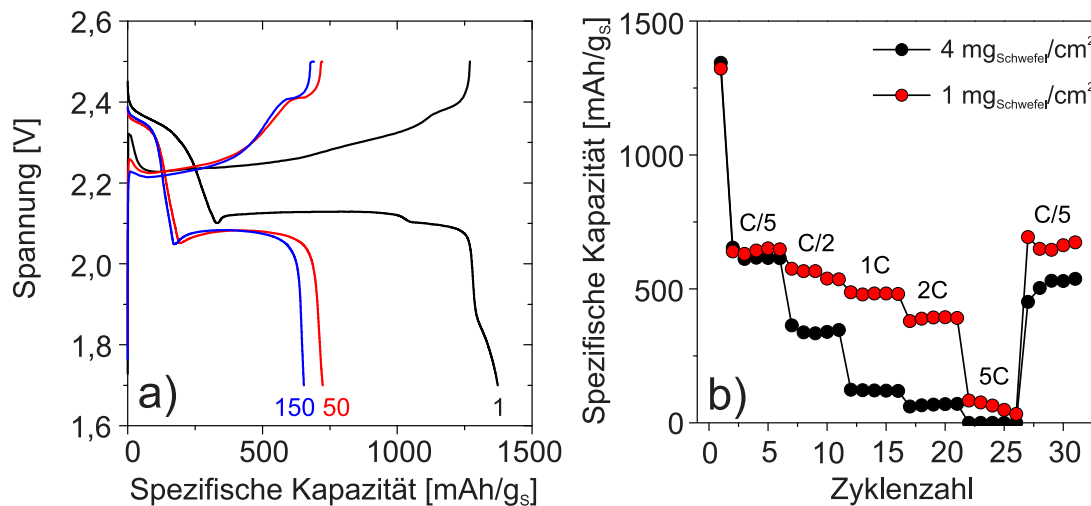 2,6
2,4
2,2
2,0
1,8
1,6
Spannung [V]
a)
150
50
1
0
500
1000
1500
Spezifische Kapazität [mAh/gS]
1500
1000
500
0
Spezifische Kapazität [mAh/gS]
4 mgSchwefel/cm²
1 mgSchwefel/cm²
C/5
C/2
1C
2C
5C
C/5
b)
0
5
10
15
20
25
30
Zyklenzahl